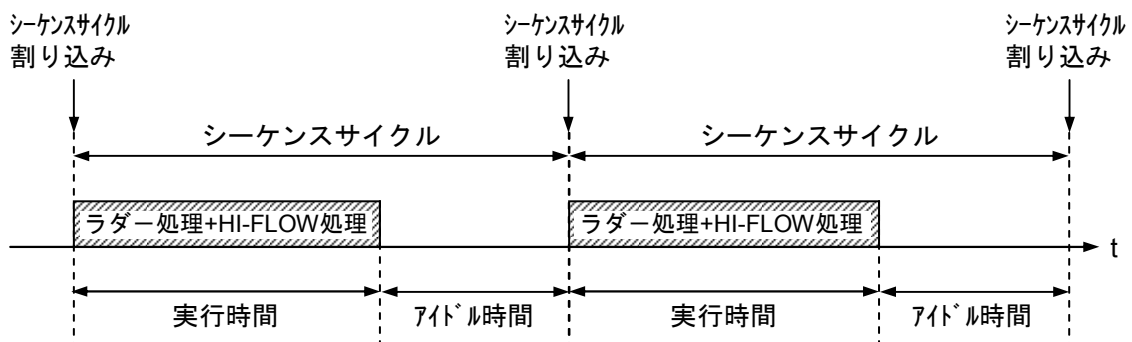 ｼｰｹﾝｽｻｲｸﾙ
割り込み
ｼｰｹﾝｽｻｲｸﾙ
割り込み
ｼｰｹﾝｽｻｲｸﾙ
割り込み
シーケンスサイクル
シーケンスサイクル
ラダー処理+HI-FLOW処理
ラダー処理+HI-FLOW処理
t
実行時間
ｱｲﾄﾞﾙ時間
実行時間
ｱｲﾄﾞﾙ時間